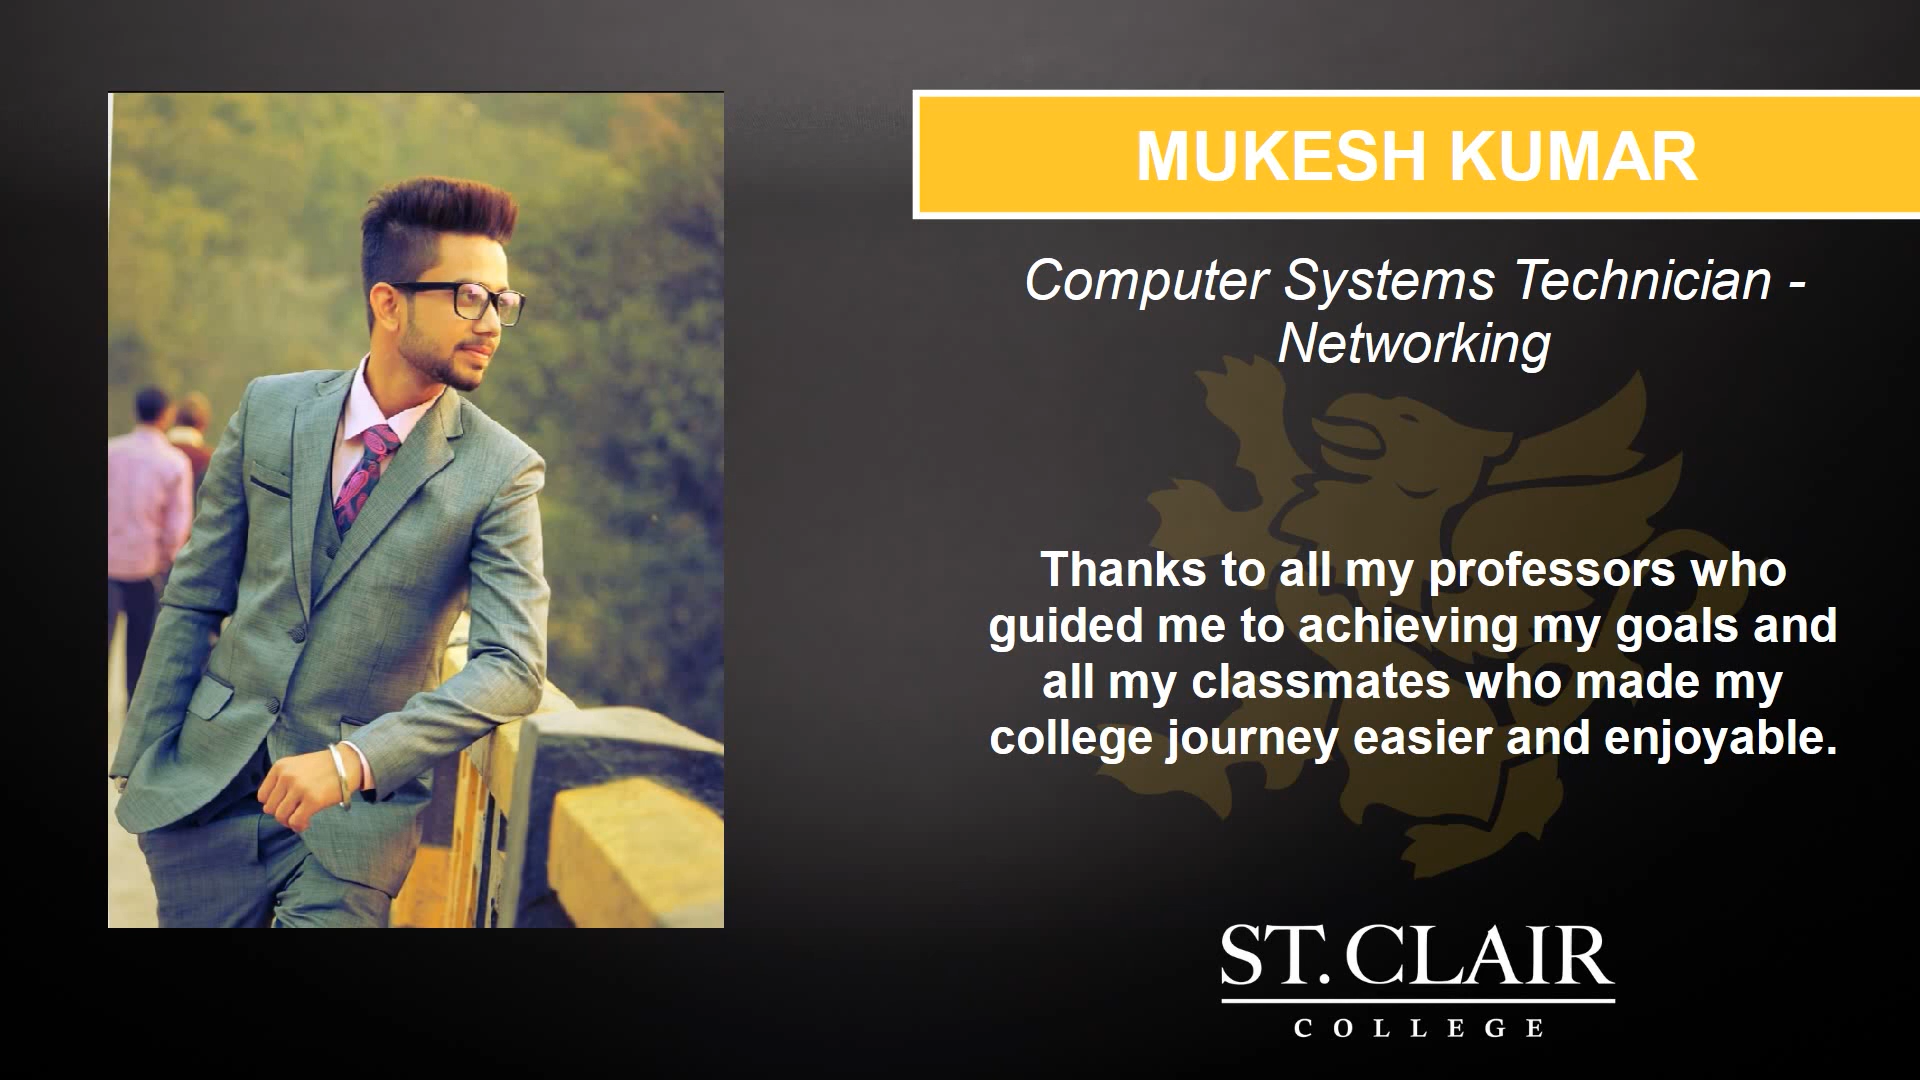 MUKESH KUMAR
Computer Systems Technician -
Networking
Thanks to all my professors who
guided me to achieving my goals and
all my classmates who made my
college journey easier and enjoyable.
ST. CLAIR
COLLEGE